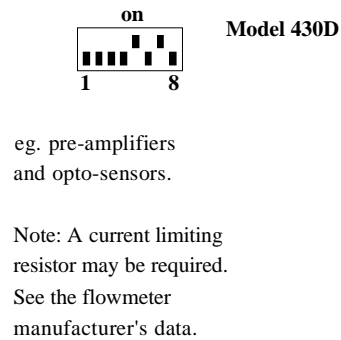 on
Model 430D
1 8
eg. pre-amplifiers
and opto-sensors.
Note: A current limiting
resistor may be required.
See the flowmeter
manufacturer's data.